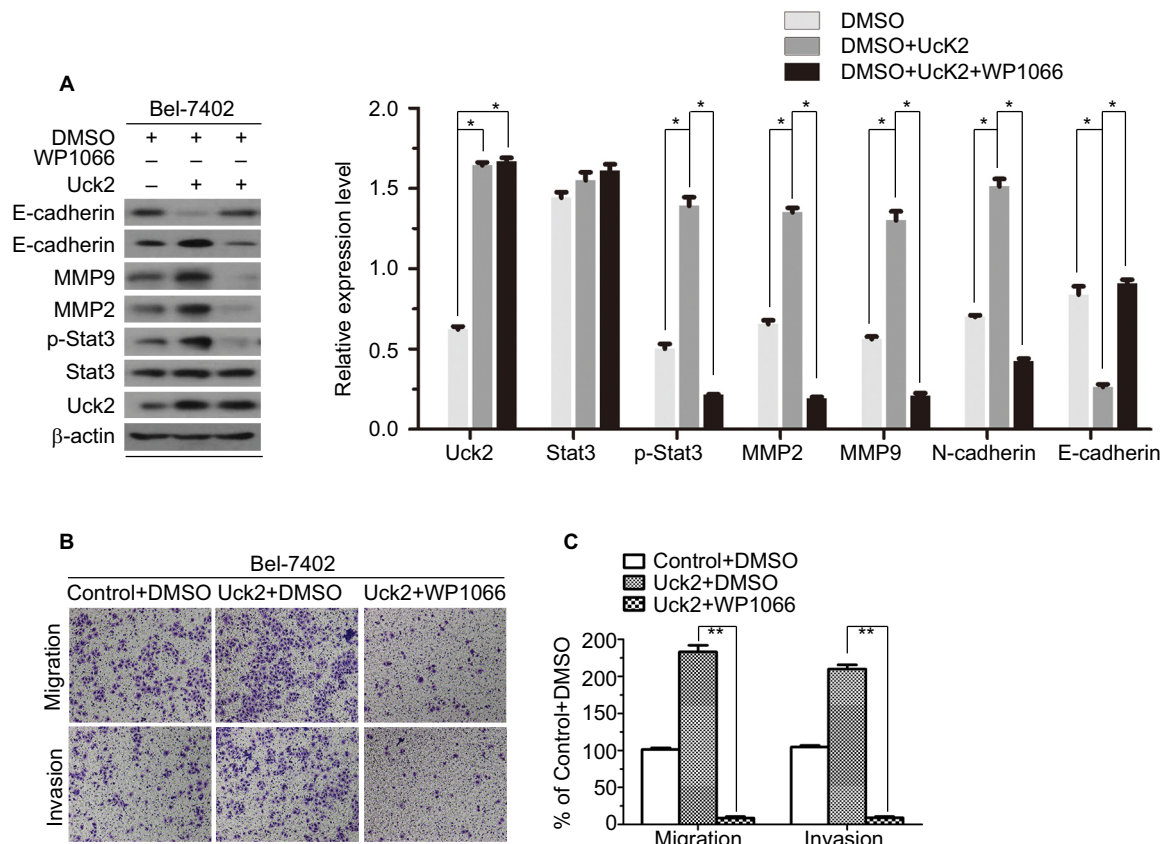 DMSO
DMSO+UcK2
DMSO+UcK2+WP1066
A
Bel-7402
DMSO + + +
WP1066 – – –
Uck2 – + +
E-cadherin
E-cadherin
MMP9
MMP2
p-Stat3
Stat3
Uck2
β-actin
Relative expression level
2.0
1.5
1.0
0.5
0.0
* * * * * * * * * * * *
Uck2 Stat3 p-Stat3 MMP2 MMP9 N-cadherin E-cadherin
B
Bel-7402
Control+DMSO Uck2+DMSO Uck2+WP1066
Migration
Invasion
C
Control+DMSO
Uck2+DMSO
Uck2+WP1066
% of Control+DMSO
200
200
150
100
50
0
** **
Migration Invasion